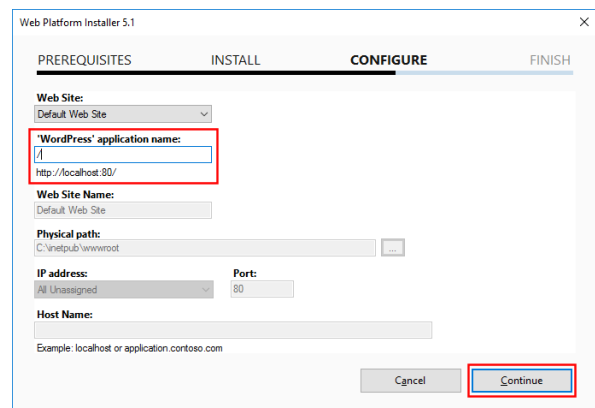 Web Platform Installer 5.1
PREREQUISITES INSTALL CONFIGURE FINISH
Web Site:
Default Web Site
'WordPress' application name:
/
http://localhost:80/
Web Site Name:
Default Web Site
Physical path:
C:\inetpub\wwwroot
...
IP address: Port:
All Unassigned 80
Host Name:
Example: localhost or application.contoso.com
Cancel Continue